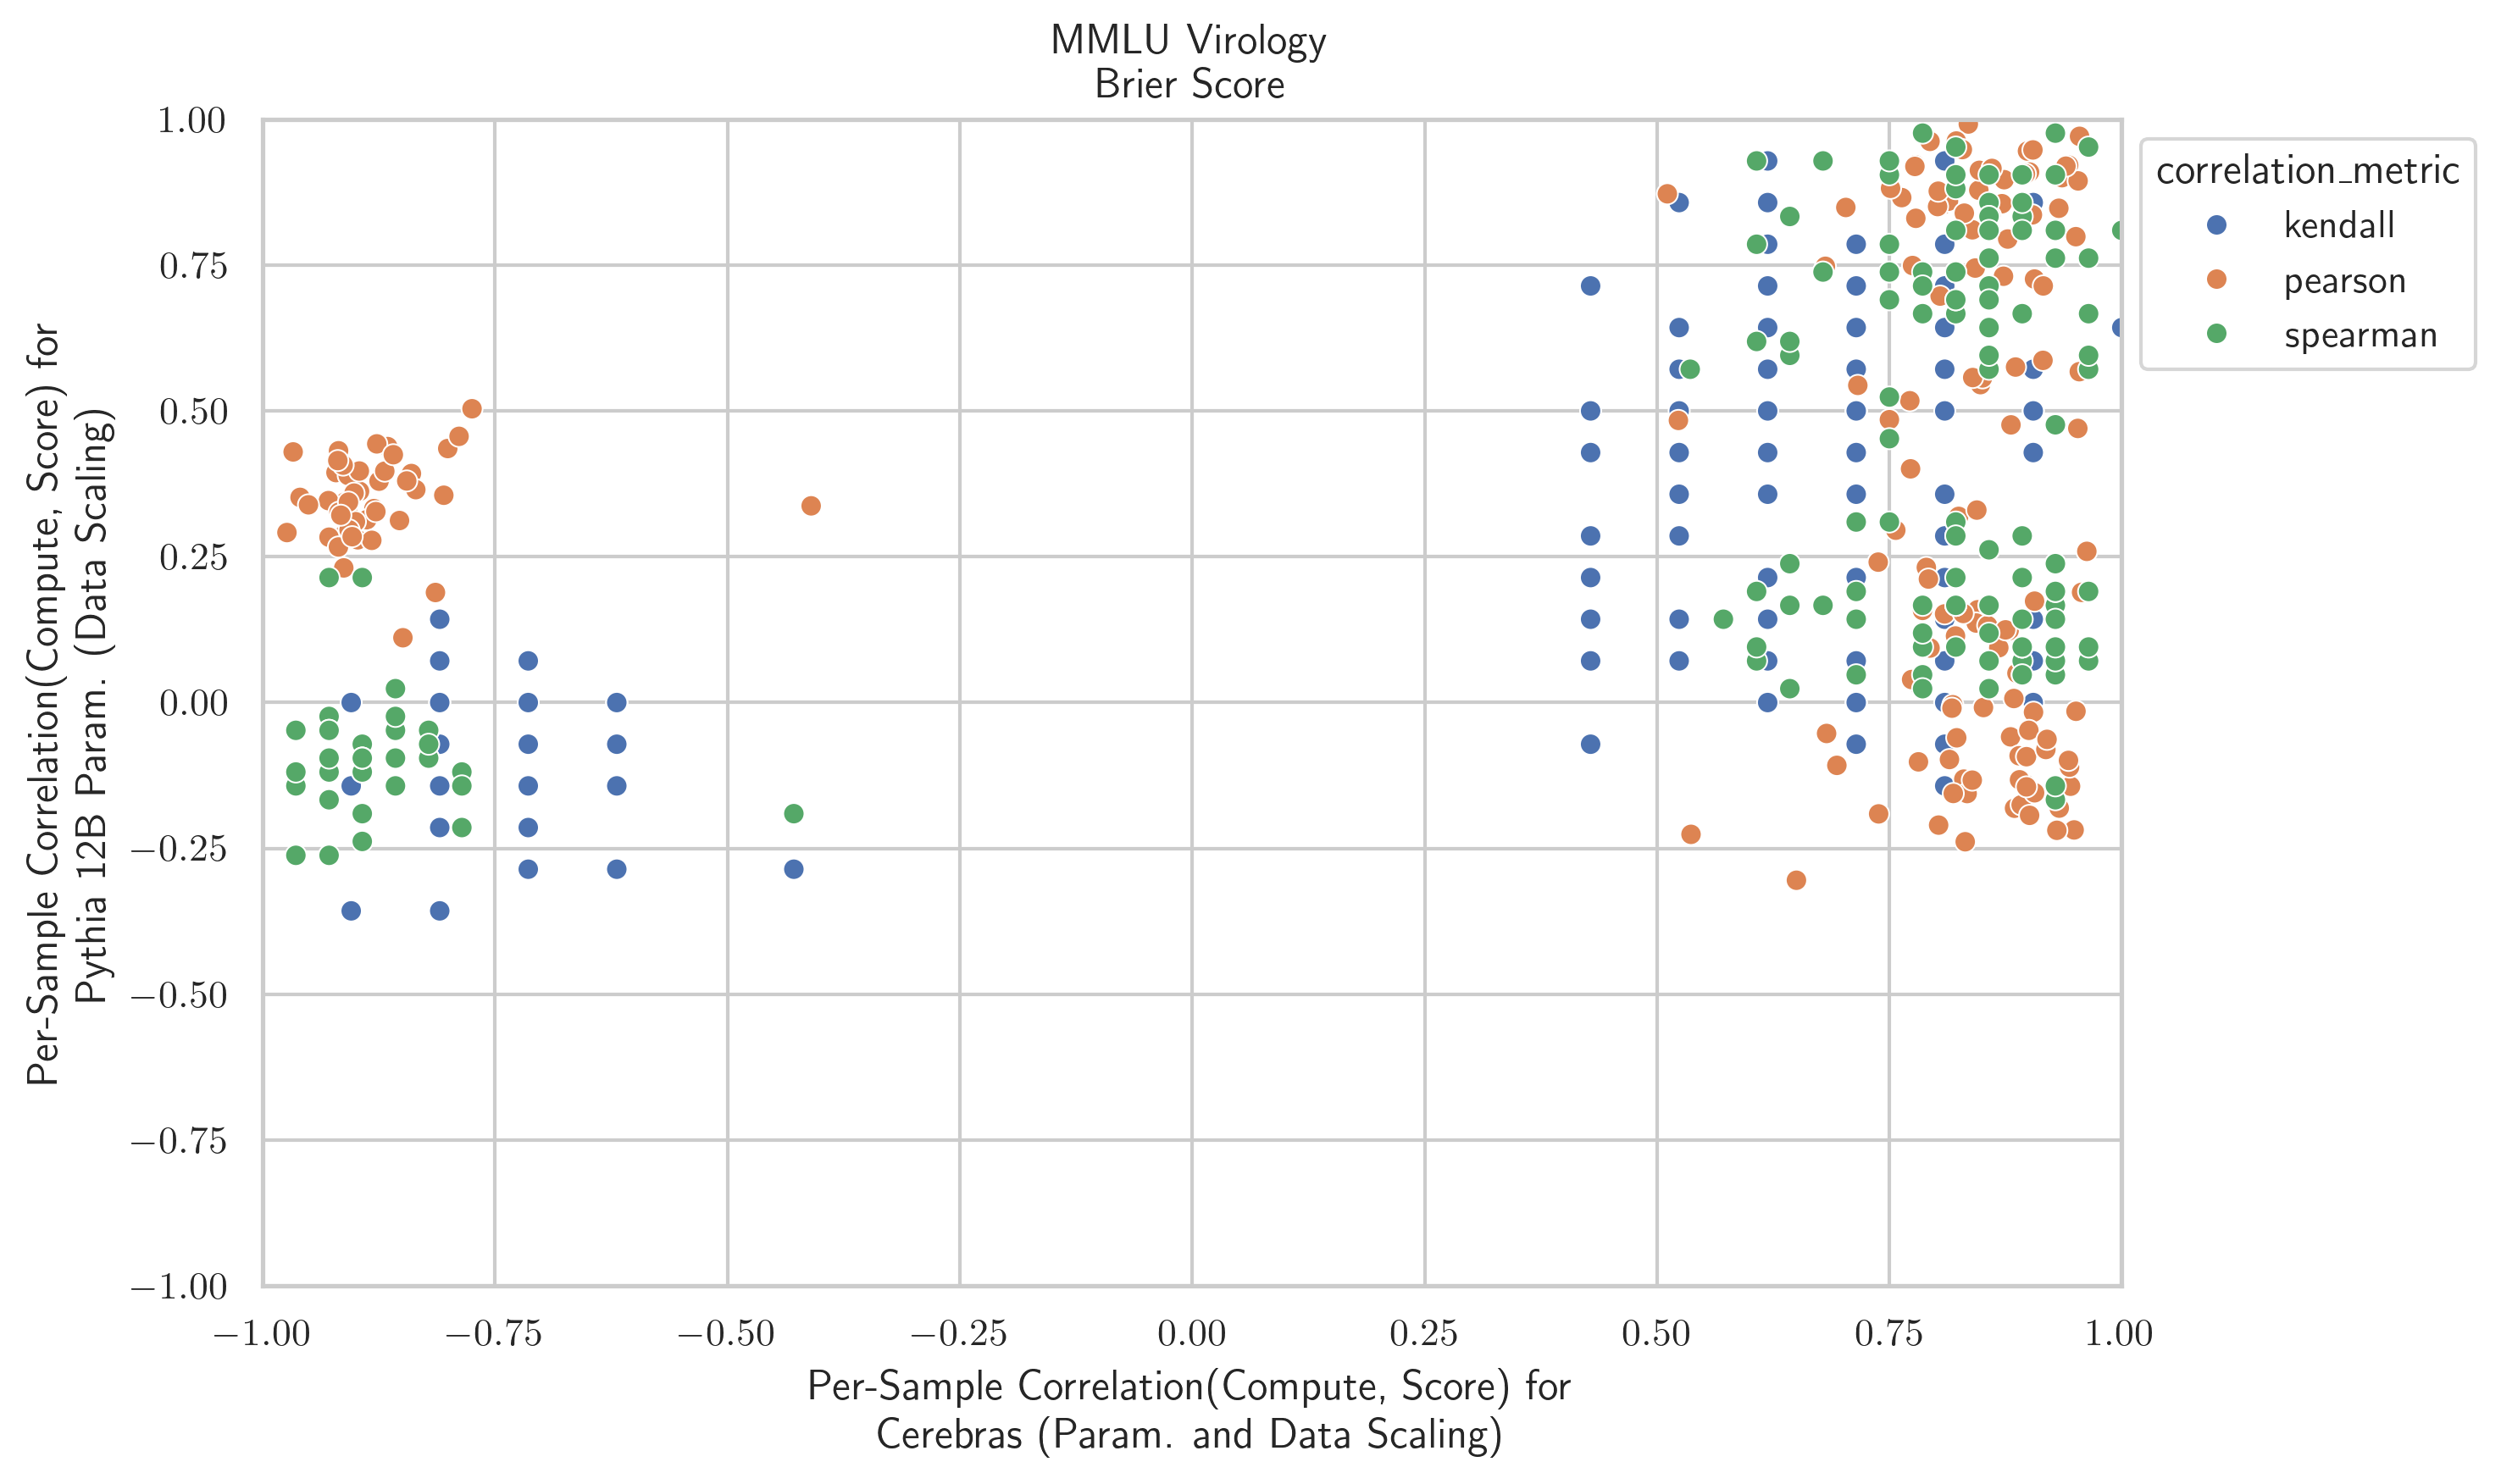 MMLU Virology
Brier Score
Per-Sample Correlation(Compute, Score) for
Pythia 12B Param. (Data Scaling)
1.00
0.75
0.50
0.25
0.00
−0.25
−0.50
−0.75
−1.00
−1.00 −0.75 −0.50 −0.25 0.00 0.25 0.50 0.75 1.00
Per-Sample Correlation(Compute, Score) for
Cerebras (Param. and Data Scaling)
correlation_metric
kendall
pearson
spearman